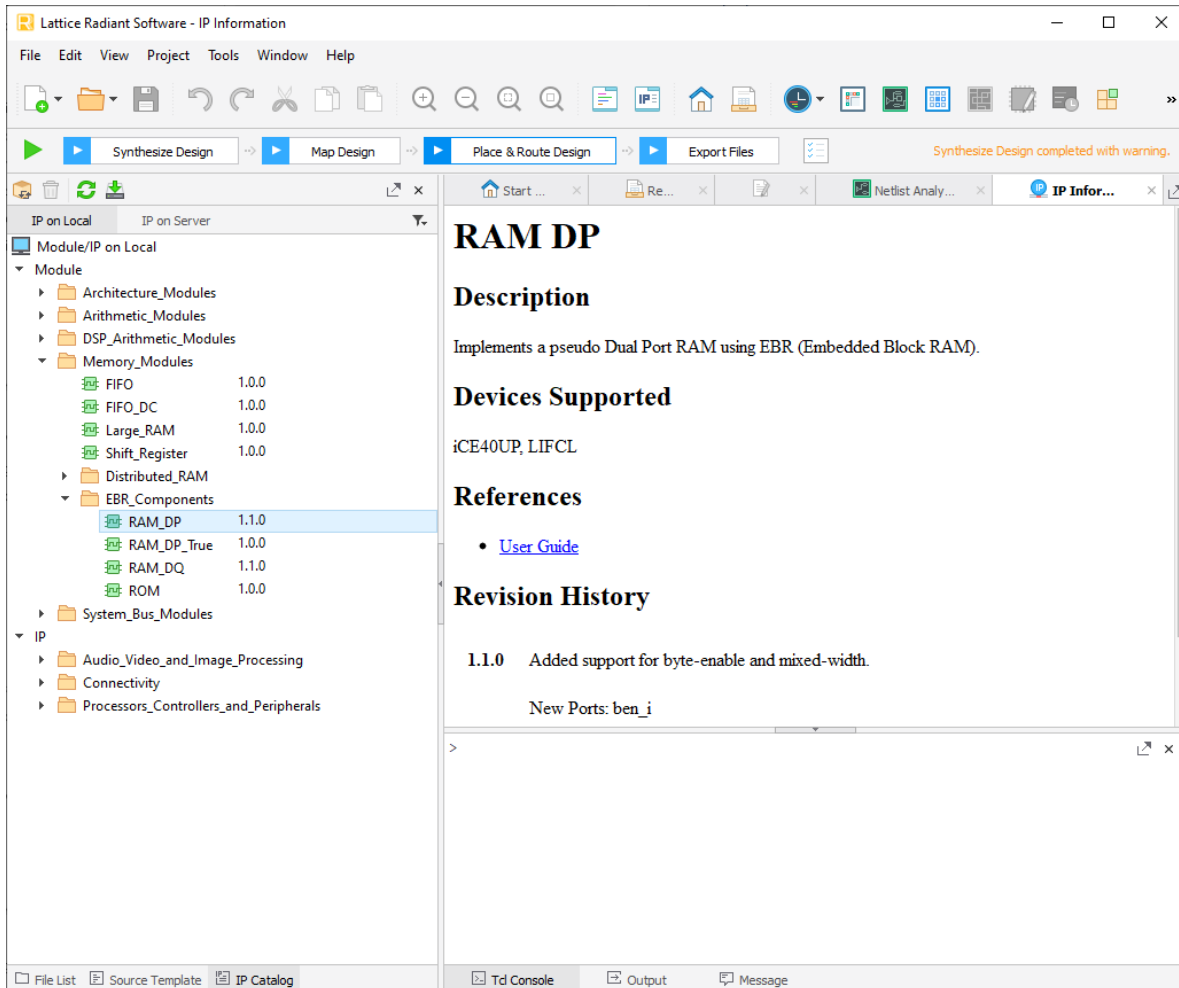 Lattice Radiant Software - IP Information
File Edit View Project Tools Window Help
IP
»
Synthesize Design Map Design Place & Route Design Export Files Synthesize Design completed with warning.
IP on Local IP on Server
Module/IP on Local
Module
Architecture_Modules
Arithmetic_Modules
DSP_Arithmetic_Modules
Memory_Modules
FIFO 1.0.0
FIFO_DC 1.0.0
Large_RAM 1.0.0
Shift_Register 1.0.0
Distributed_RAM
EBR_Components
RAM_DP 1.1.0
RAM_DP_True 1.0.0
RAM_DQ 1.1.0
ROM 1.0.0
System_Bus_Modules
IP
Audio_Video_and_Image_Processing
Connectivity
Processors_Controllers_and_Peripherals
File List Source Template IP Catalog
Start ... Re... Netlist Analy... IP Infor...
RAM DP
Description
Implements a pseudo Dual Port RAM using EBR (Embedded Block RAM).
Devices Supported
iCE40UP, LIFCL
References
• User Guide
Revision History
1.1.0 Added support for byte-enable and mixed-width.
New Ports: ben_i
>
Tcl Console Output Message